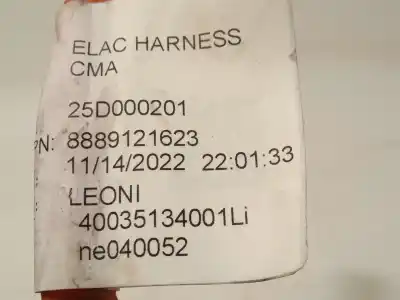 ELAC HARNESS
CMA
25D000201
PN: 8889121623
11/14/2022 22:01:33
LEONI
40035134001Li
ne040052